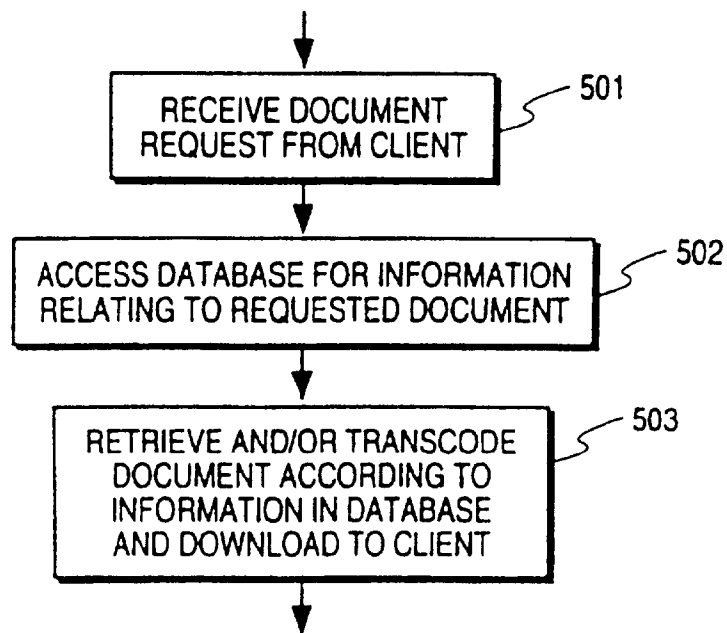 RECEIVE DOCUMENT
REQUEST FROM CLIENT
501
ACCESS DATABASE FOR INFORMATION
RELATING TO REQUESTED DOCUMENT
502
RETRIEVE AND/OR TRANSCODE
DOCUMENT ACCORDING TO
INFORMATION IN DATABASE
AND DOWNLOAD TO CLIENT
503